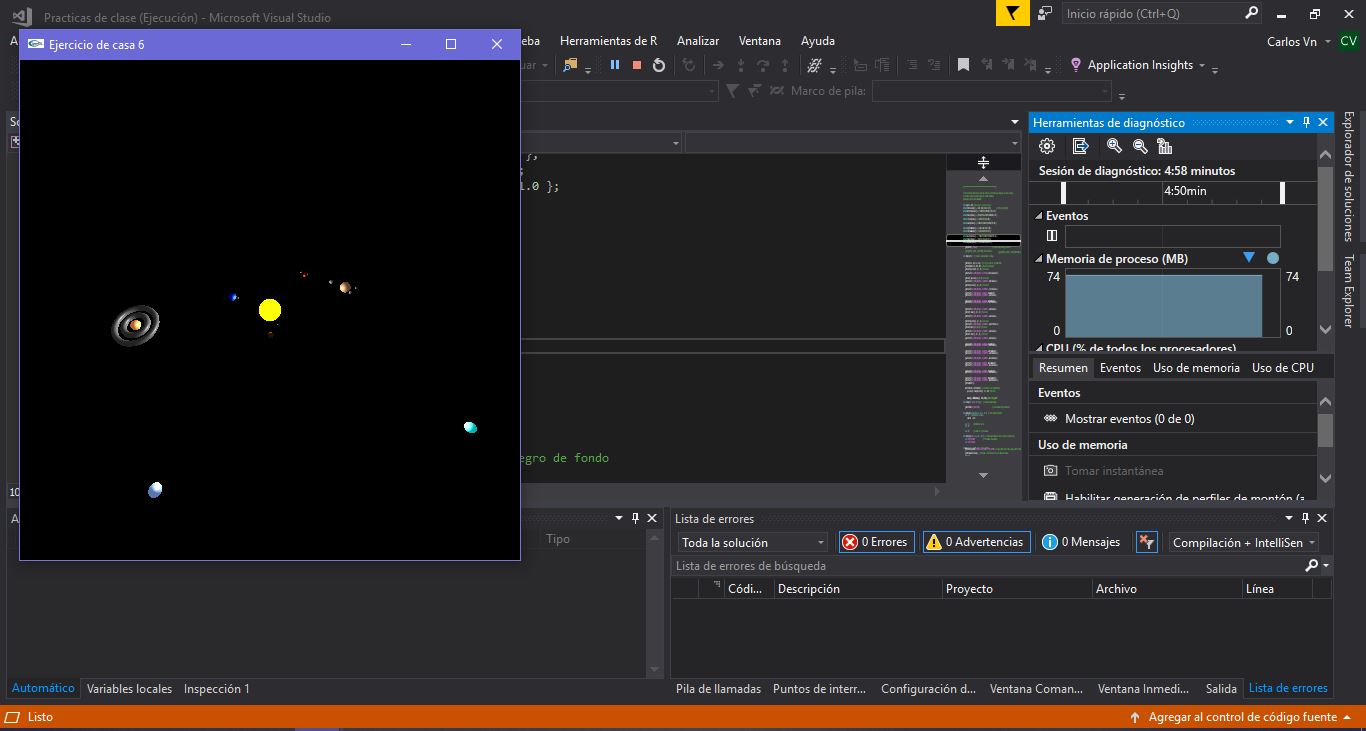 Practicas de clase (Ejecución) - Microsoft Visual Studio
Inicio rápido (Ctrl+Q)
Ejercicio de casa 6
Herramientas de R
Analizar
Ventana
Ayuda
Carlos Vn
CV
Application Insights
Marco de pila:
};
;
1.0 };
egro de fondo
10
Herramientas de diagnóstico
Sesión de diagnóstico: 4:58 minutos
4:50min
Eventos
Memoria de proceso (MB)
74
74
0
0
CPU (% de todos los procesadores)
Resumen
Eventos
Uso de memoria
Uso de CPU
Eventos
Mostrar eventos (0 de 0)
Uso de memoria
Tomar instantánea
Habilitar generación de perfiles de montón (a
Explorador de soluciones
Team Explorer
Tipo
Automático
Variables locales
Inspección 1
Lista de errores
Toda la solución
0 Errores
0 Advertencias
0 Mensajes
Compilación + IntelliSen
Lista de errores de búsqueda
Códi...
Descripción
Proyecto
Archivo
Línea
Pila de llamadas
Puntos de interr...
Configuración d...
Ventana Coman...
Ventana Inmedi...
Salida
Lista de errores
Listo
Agregar al control de código fuente